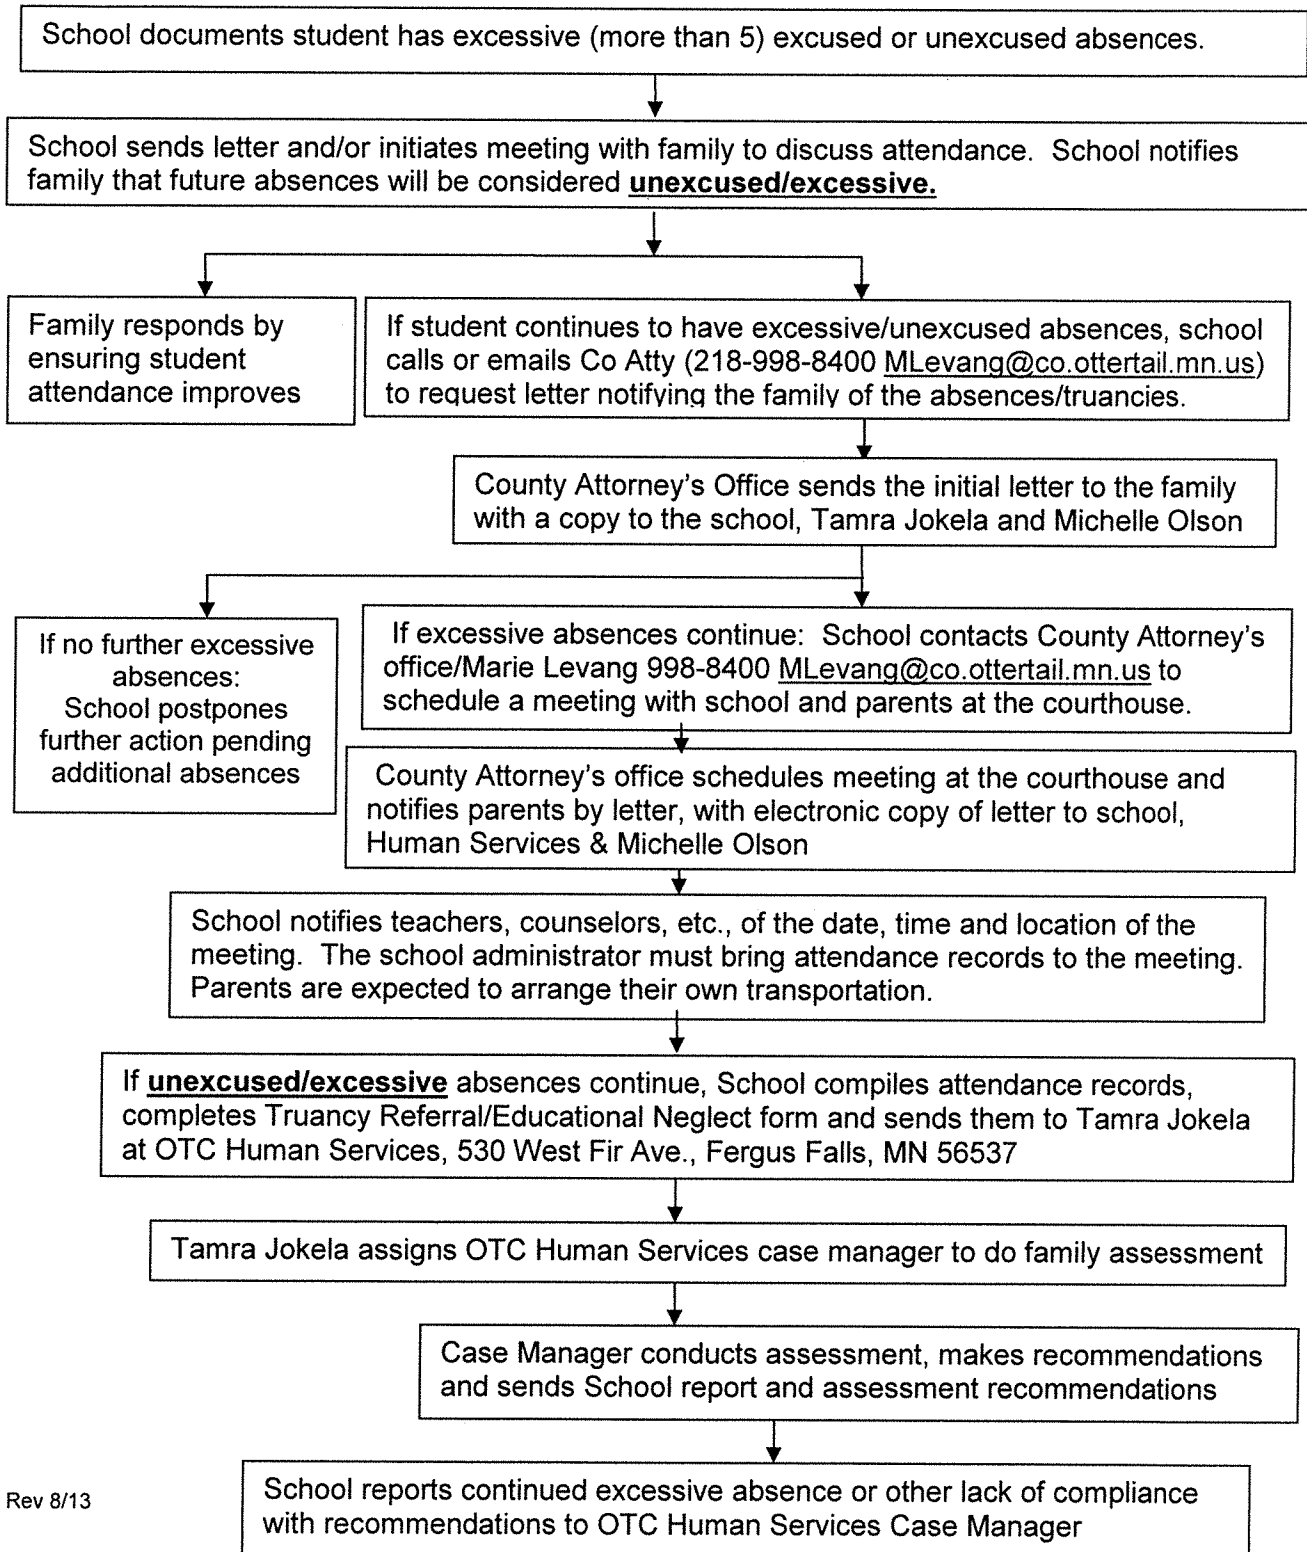 School documents student has excessive (more than 5) excused or unexcused absences.
School sends letter and/or initiates meeting with family to discuss attendance. School notifies
family that future absences will be considered unexcused/excessive.
Family responds by
ensuring student
attendance improves
If student continues to have excessive/unexcused absences, school
calls or emails Co Atty (218-998-8400 MLevang@co.ottertail.mn.us)
to request letter notifying the family of the absences/truancies.
County Attorney's Office sends the initial letter to the family
with a copy to the school, Tamra Jokela and Michelle Olson
If no further excessive
absences:
School postpones
further action pending
additional absences
If excessive absences continue: School contacts County Attorney's
office/Marie Levang 998-8400 MLevang@co.ottertail.mn.us to
schedule a meeting with school and parents at the courthouse.
County Attorney's office schedules meeting at the courthouse and
notifies parents by letter, with electronic copy of letter to school,
Human Services & Michelle Olson
School notifies teachers, counselors, etc., of the date, time and location of the
meeting. The school administrator must bring attendance records to the meeting.
Parents are expected to arrange their own transportation.
If unexcused/excessive absences continue, School compiles attendance records,
completes Truancy Referral/Educational Neglect form and sends them to Tamra Jokela
at OTC Human Services, 530 West Fir Ave., Fergus Falls, MN 56537
Tamra Jokela assigns OTC Human Services case manager to do family assessment
Case Manager conducts assessment, makes recommendations
and sends School report and assessment recommendations
School reports continued excessive absence or other lack of compliance
with recommendations to OTC Human Services Case Manager
Rev 8/13